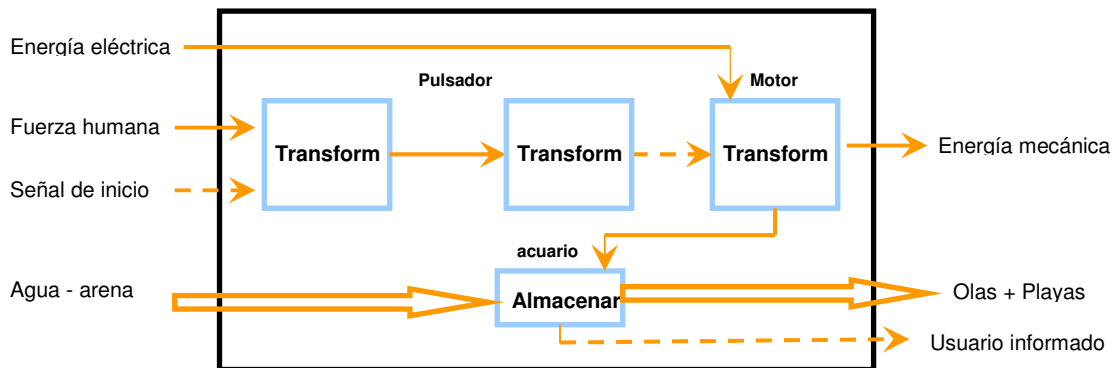 Energía eléctrica
Pulsador
Motor
Fuerza humana
Transform
Transform
Transform
Energía mecánica
Señal de inicio
acuario
Agua - arena
Almacenar
Olas + Playas
Usuario informado